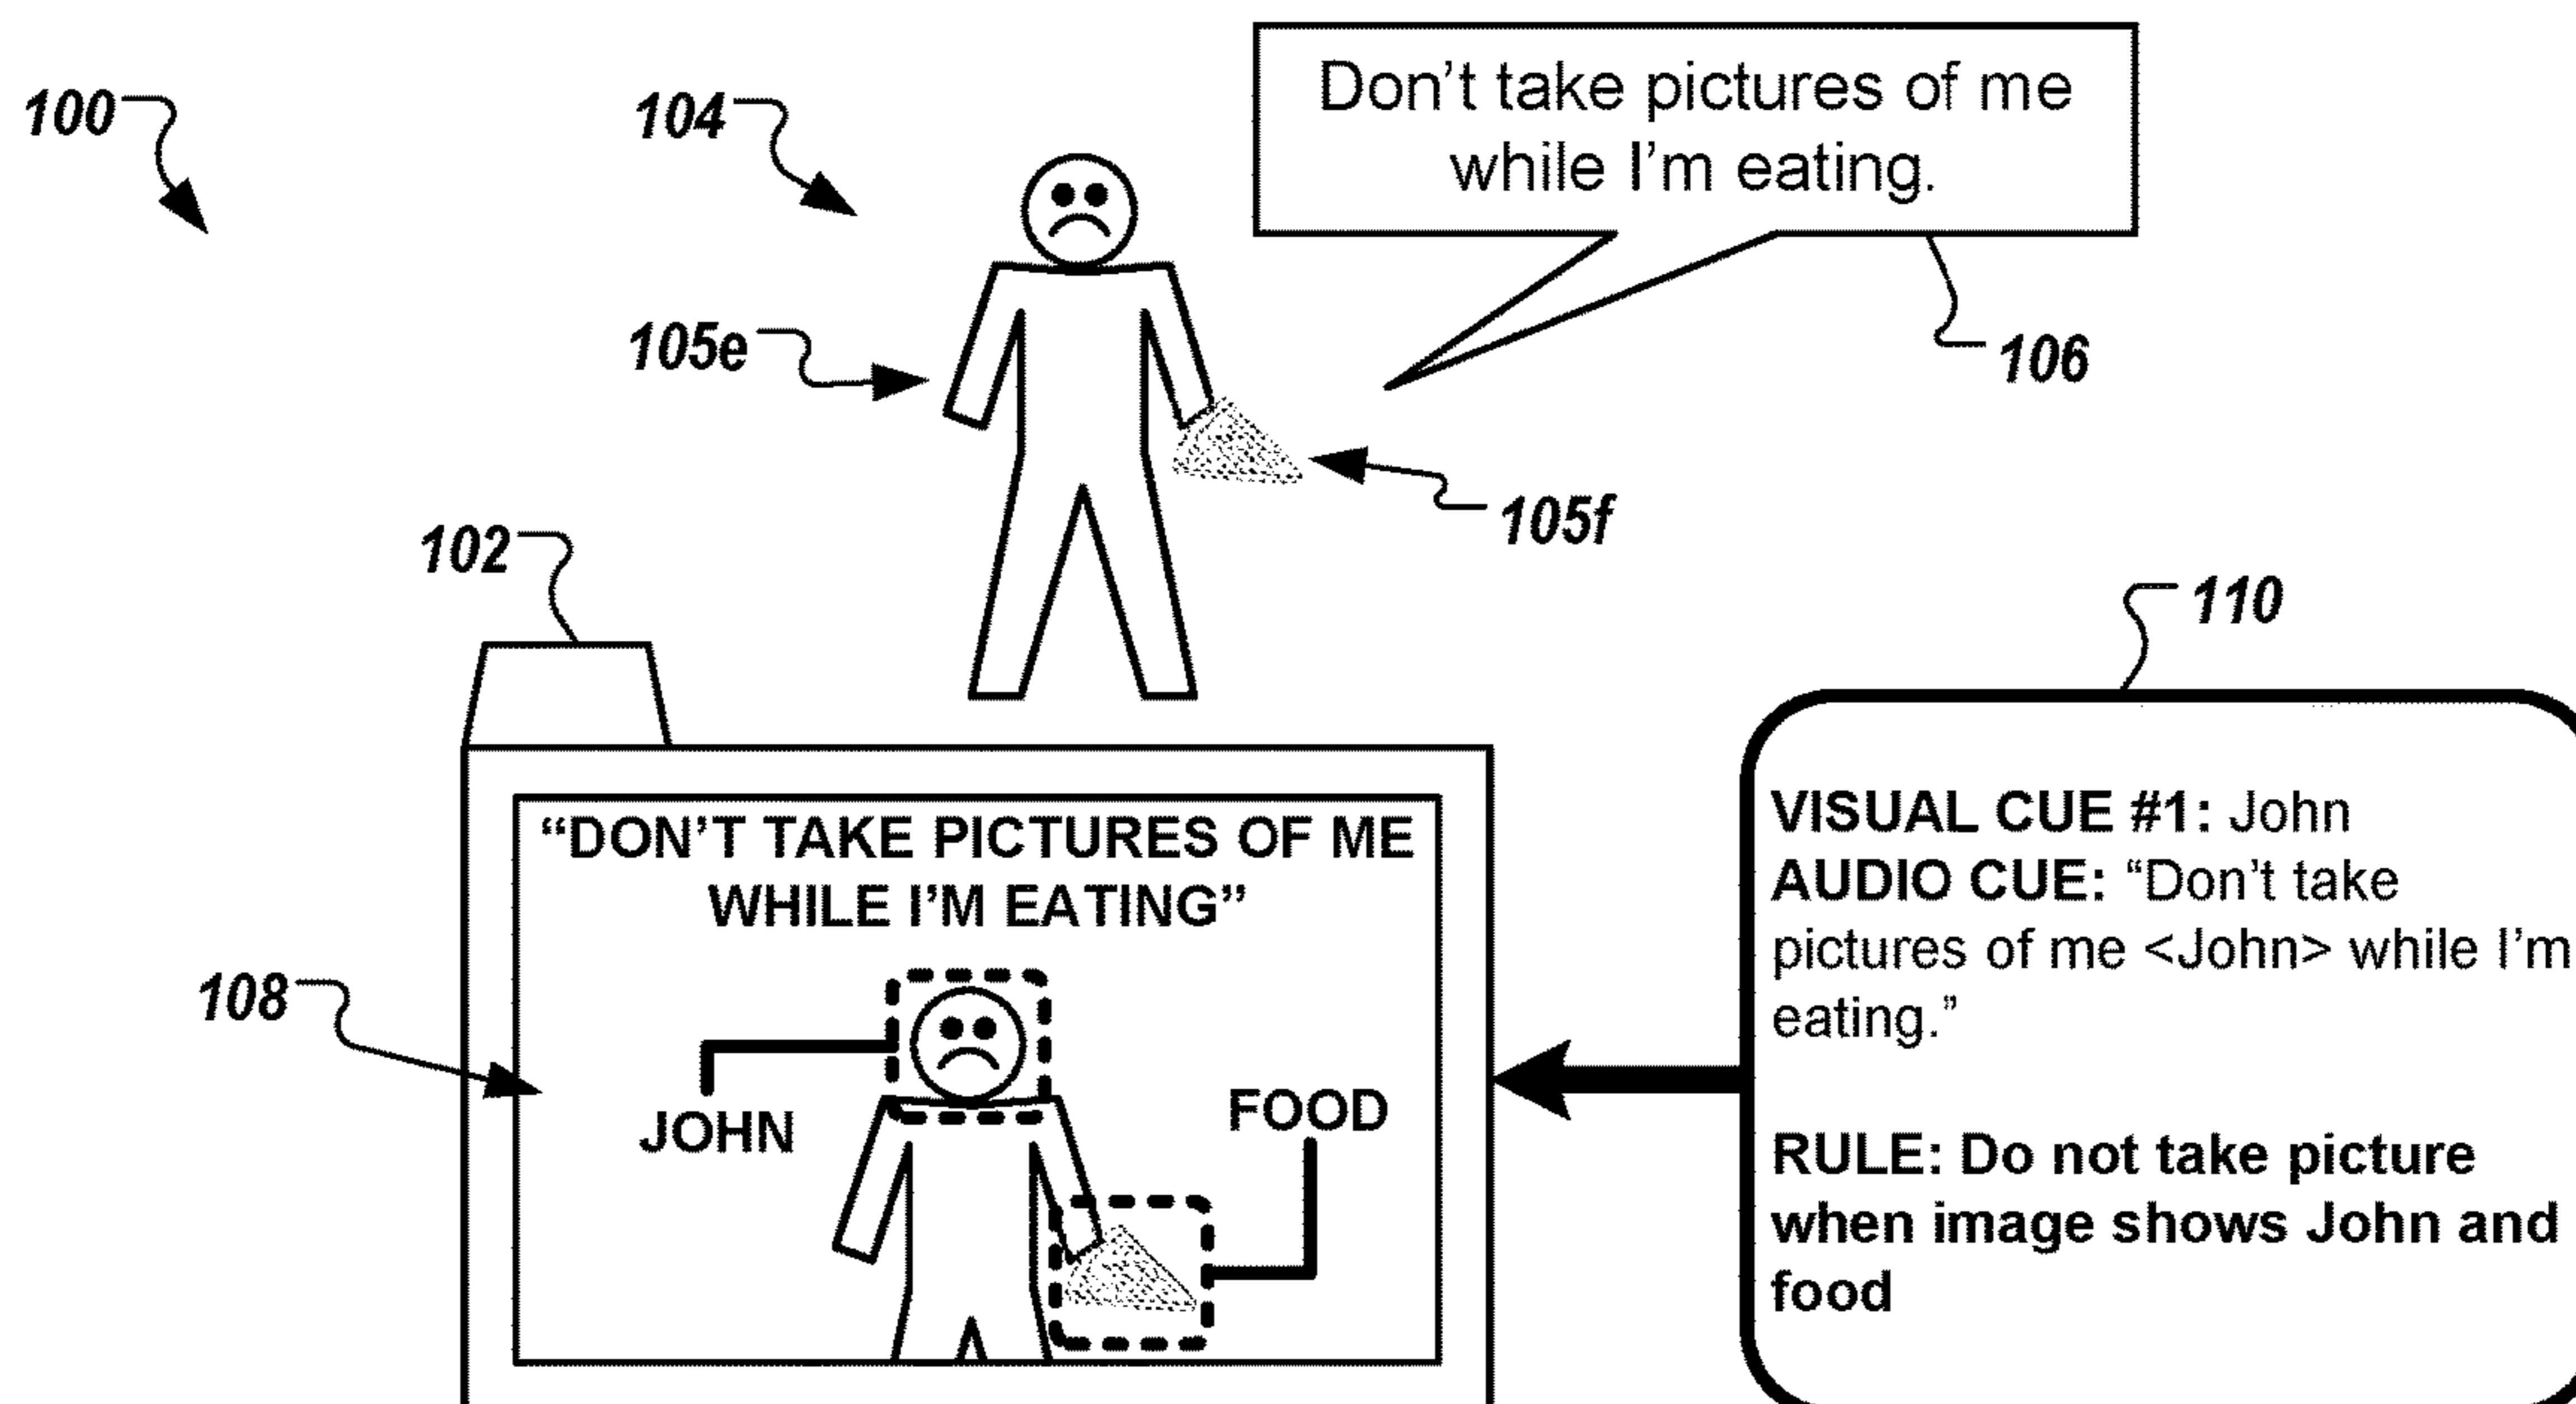 100
104
Don't take pictures of me
while I'm eating.
105e
106
105f
102
110
"DON'T TAKE PICTURES OF ME
WHILE I'M EATING"
108
JOHN
FOOD
VISUAL CUE #1: John
AUDIO CUE: "Don't take
pictures of me <John> while I'm
eating."
RULE: Do not take picture
when image shows John and
food